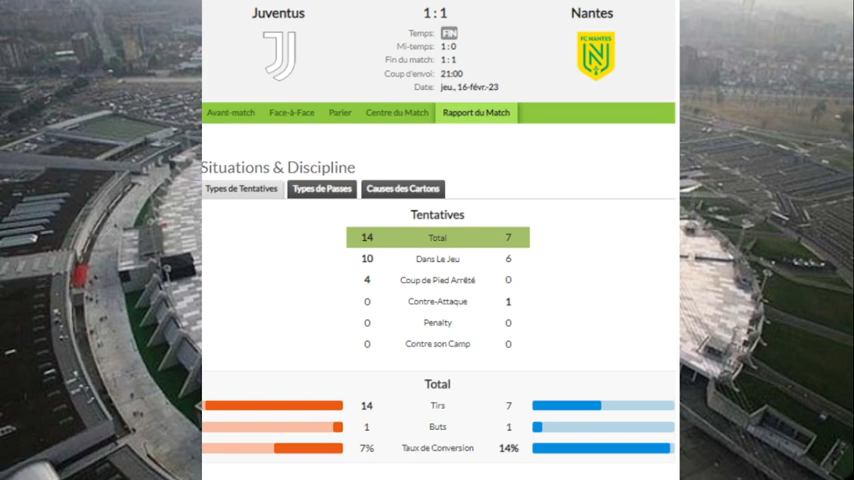 Juventus 1 : 1 Nantes
Temps: FIN
Mi-temps: 1 : 0
Fin du match: 1 : 1
Coup d'envoi: 21:00
Date: jeu., 16-févr.-23
FC NANTES
Avant-match Face-à-Face Parier Centre du Match Rapport du Match
Situations & Discipline
Types de Tentatives Types de Passes Causes des Cartons
Tentatives
14 Total 7
10 Dans Le Jeu 6
4 Coup de Pied Arrêté 0
0 Contre-Attaque 1
0 Penalty 0
0 Contre son Camp 0
Total
14 Tirs 7
1 Buts 1
7% Taux de Conversion 14%